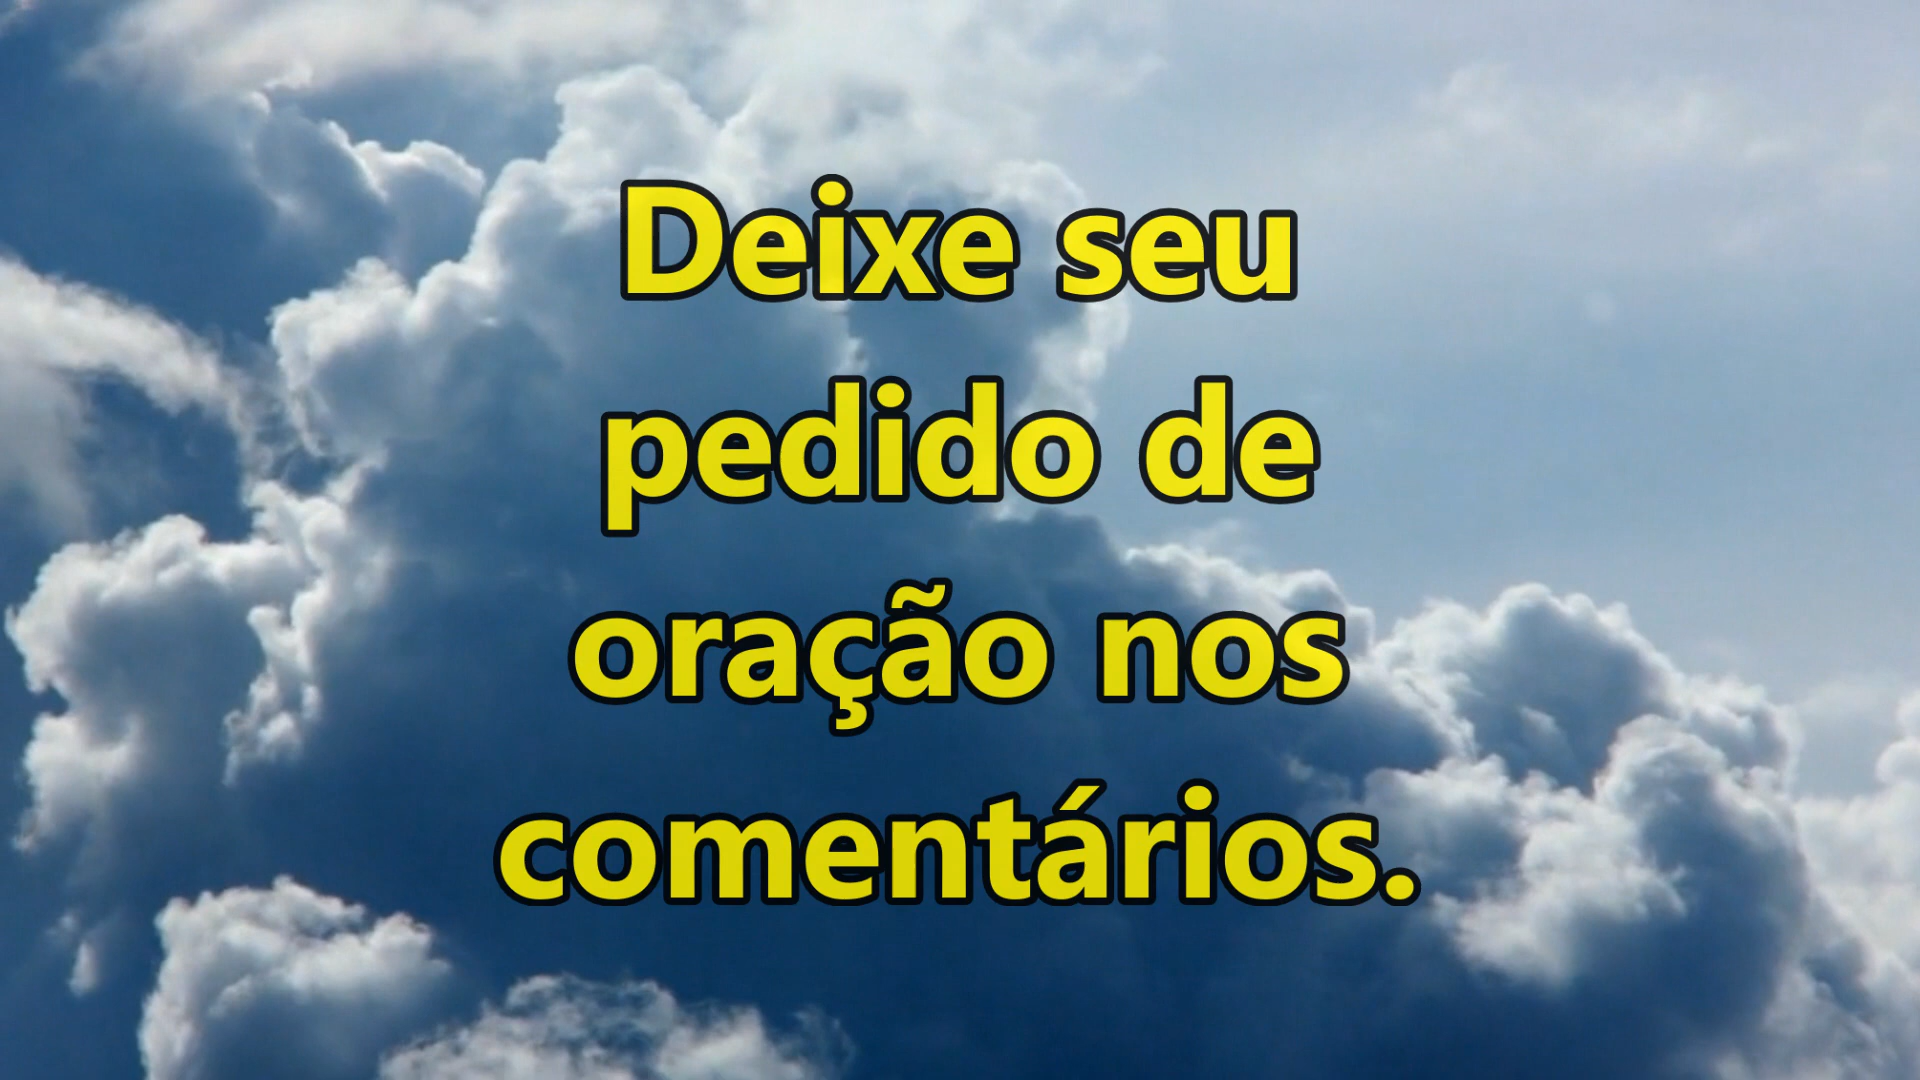 Deixe seu
pedido de
oração nos
comentários.